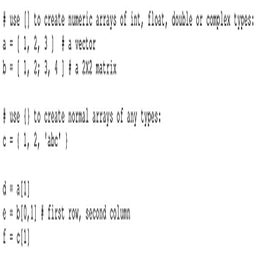 # use [] to create numeric arrays of int, float, double or complex types:
a = [ 1, 2, 3 ] # a vector
b = [ 1, 2; 3, 4 ] # a 2X2 matrix
# use {} to create normal arrays of any types:
c = { 1, 2, 'abc' }
d = a[1]
e = b[0,1] # first row, second column
f = c[1]